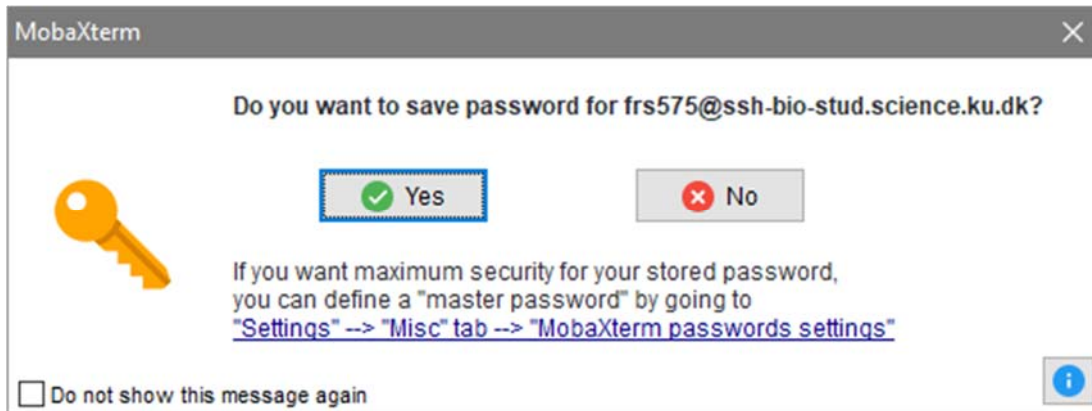 MobaXterm
Do you want to save password for frs575@ssh-bio-stud.science.ku.dk?
Yes
No
If you want maximum security for your stored password,
you can define a "master password" by going to
"Settings" --> "Misc" tab --> "MobaXterm passwords settings"
Do not show this message again